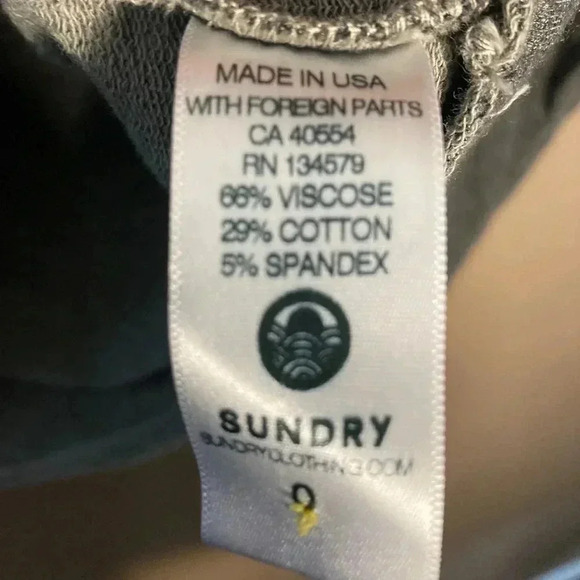 MADE IN USA
WITH FOREIGN PARTS
CA 40554
RN 134579
66% VISCOSE
29% COTTON
5% SPANDEX
SUNDRY
SUNDRYCLOTHING.COM
0